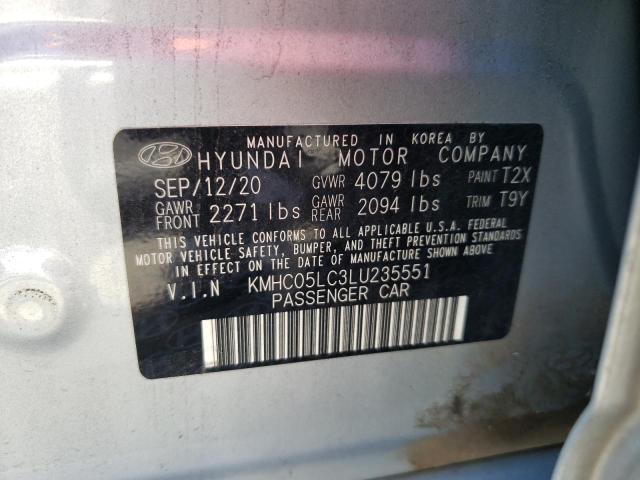 MANUFACTURED IN KOREA BY
HYUNDAI MOTOR COMPANY
SEP/12/20 GVWR 4079 lbs PAINT T2X
GAWR FRONT 2271 lbs GAWR REAR 2094 lbs TRIM T9Y
THIS VEHICLE CONFORMS TO ALL APPLICABLE U.S.A. FEDERAL
MOTOR VEHICLE SAFETY, BUMPER, AND THEFT PREVENTION STANDARDS
IN EFFECT ON THE DATE OF MANUFACTURE SHOWN ABOVE
V.I.N KMHC05LC3LU235551
PASSENGER CAR